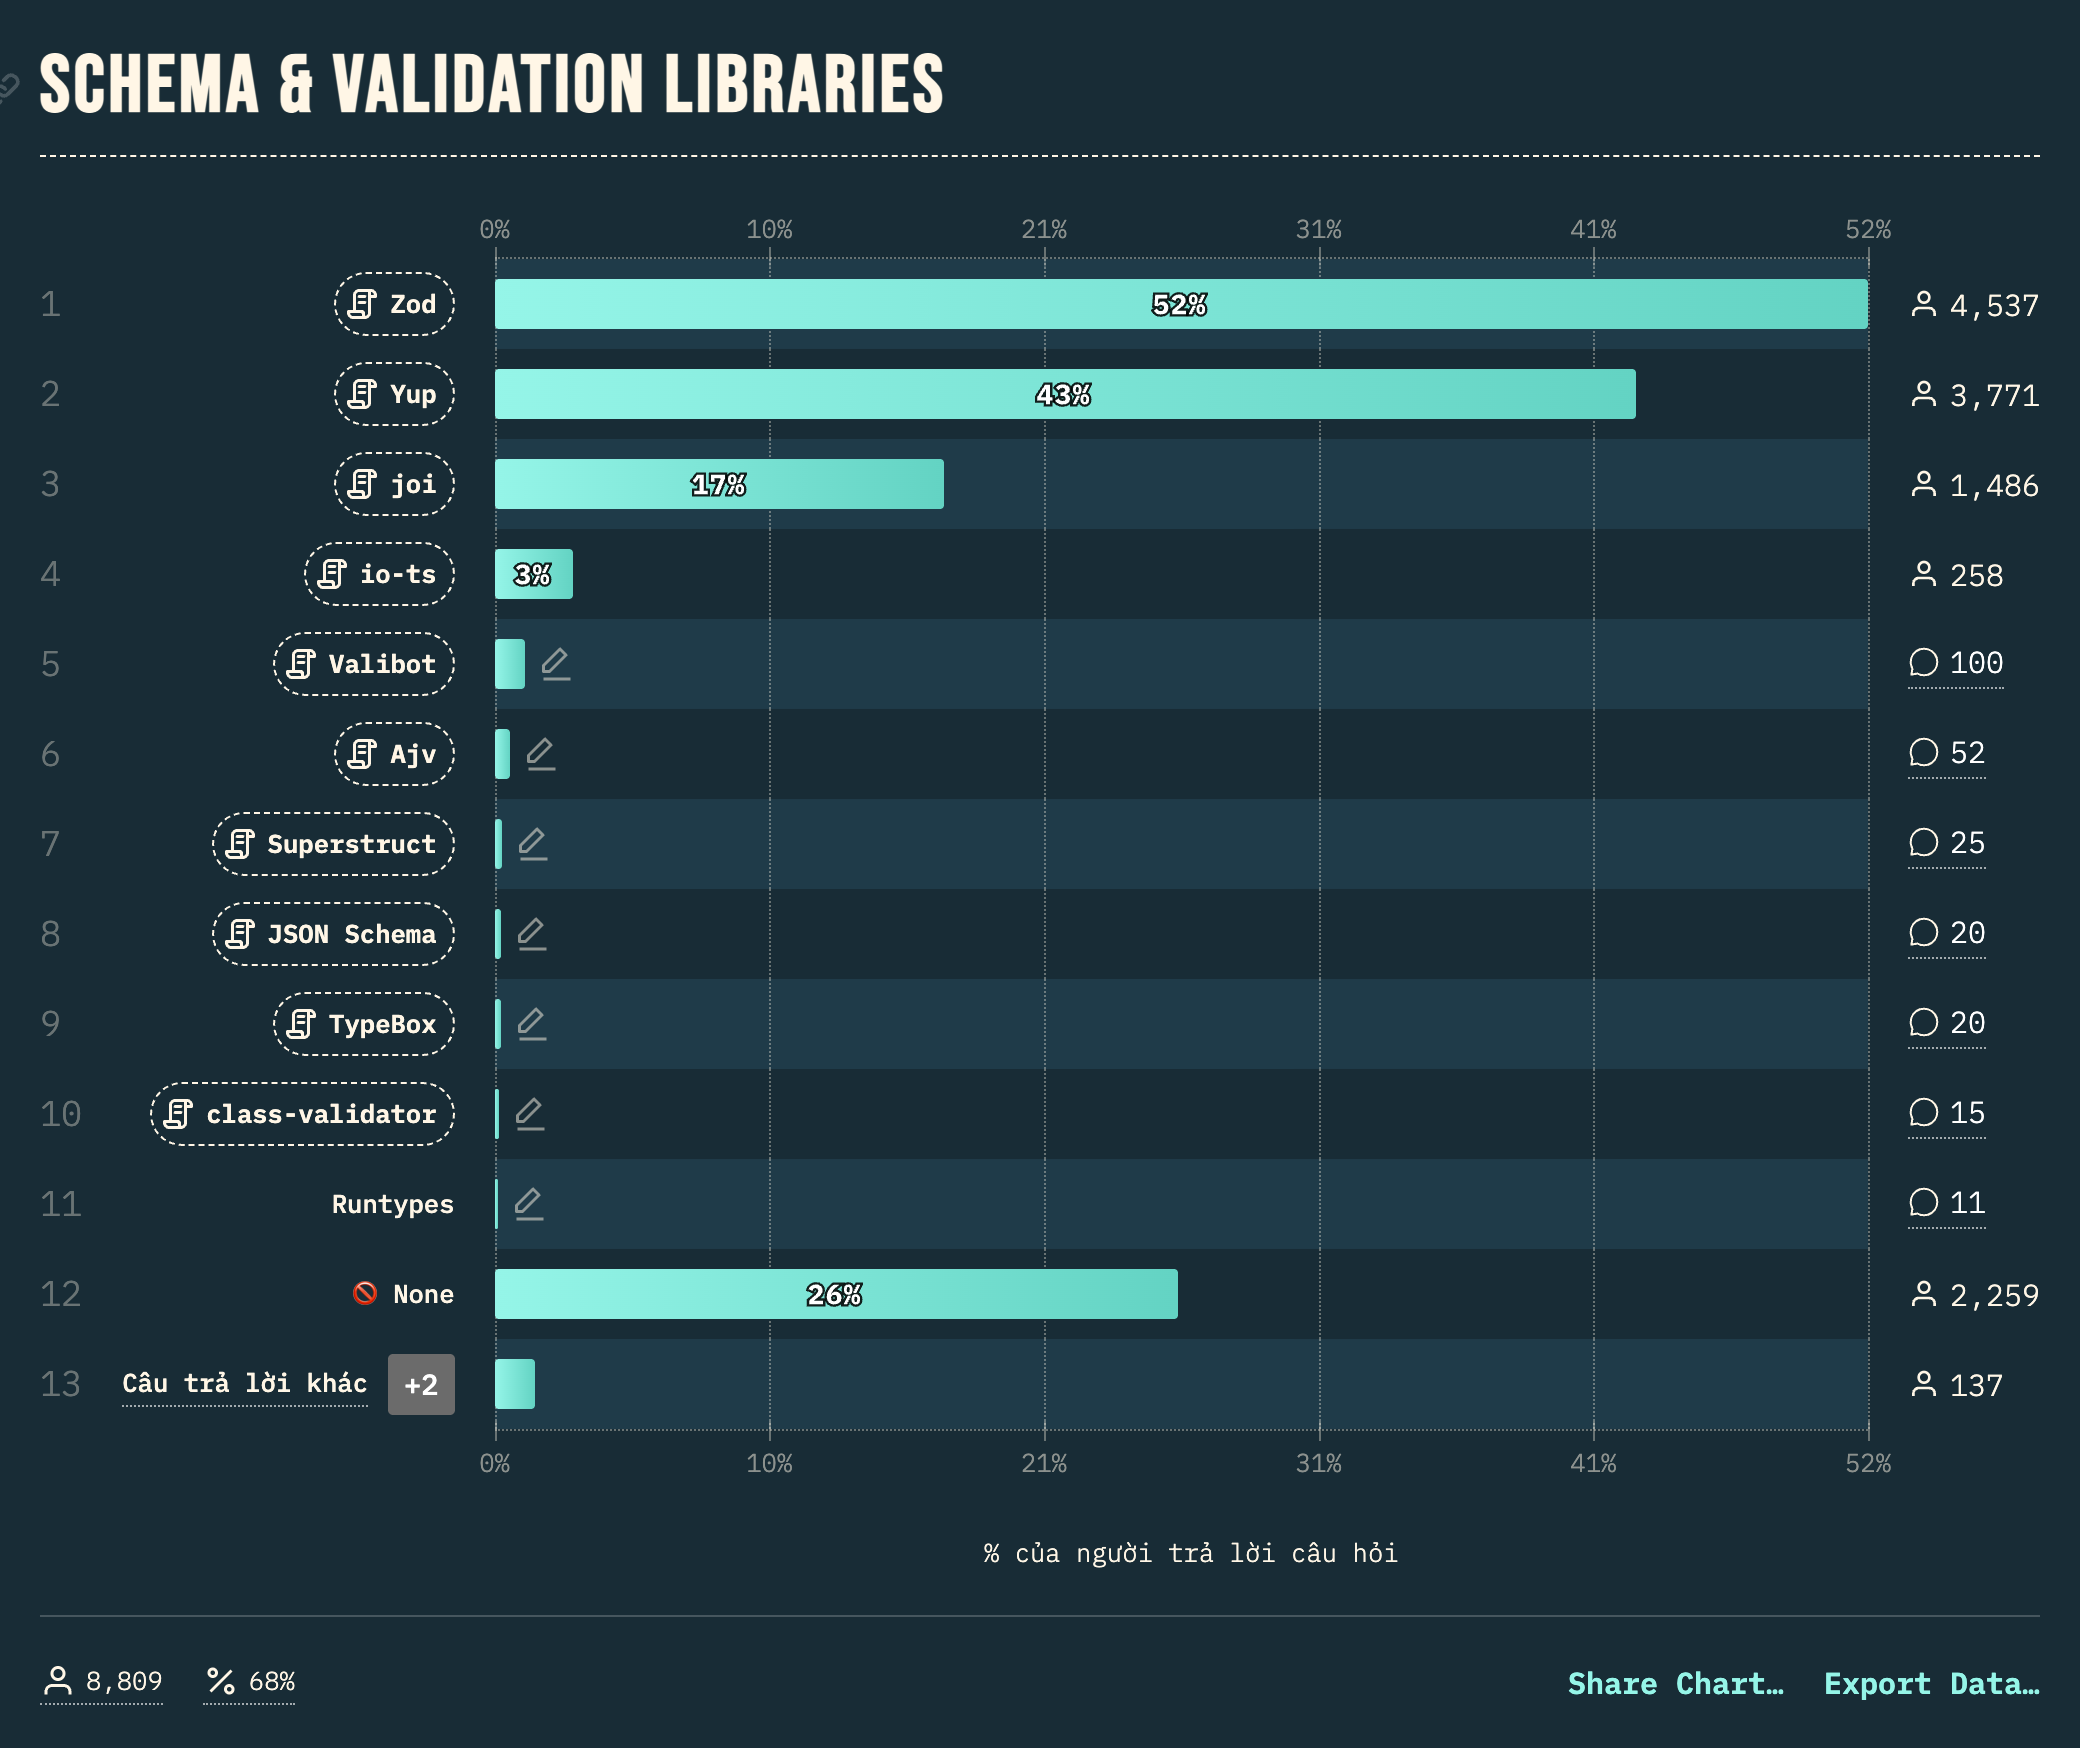 SCHEMA & VALIDATION LIBRARIES
0% 10% 21% 31% 41% 52%
1 Zod 52% 4,537
2 Yup 43% 3,771
3 joi 17% 1,486
4 io-ts 3% 258
5 Valibot 100
6 Ajv 52
7 Superstruct 25
8 JSON Schema 20
9 TypeBox 20
10 class-validator 15
11 Runtypes 11
12 None 26% 2,259
13 Câu trả lời khác +2 137
0% 10% 21% 31% 41% 52%
% của người trả lời câu hỏi
8,809 68% Share Chart… Export Data…